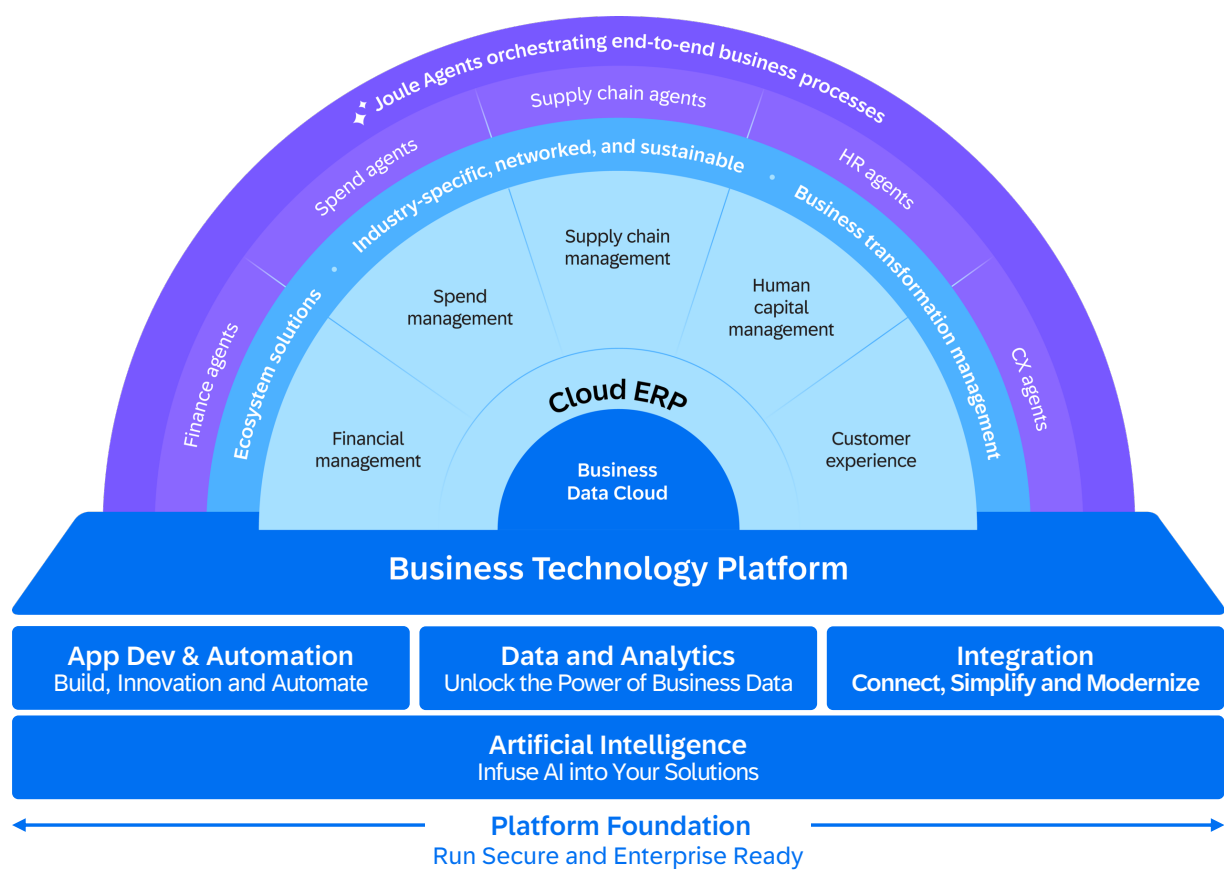 Joule Agents orchestrating end-to-end business processes
Finance agents
Spend agents
Supply chain agents
HR agents
CX agents
Ecosystem solutions • Industry-specific, networked, and sustainable • Business transformation management
Financial
management
Spend
management
Supply chain
management
Human
capital
management
Customer
experience
Cloud ERP
Business
Data Cloud
Business Technology Platform
App Dev & Automation
Build, Innovation and Automate
Data and Analytics
Unlock the Power of Business Data
Integration
Connect, Simplify and Modernize
Artificial Intelligence
Infuse AI into Your Solutions
Platform Foundation
Run Secure and Enterprise Ready